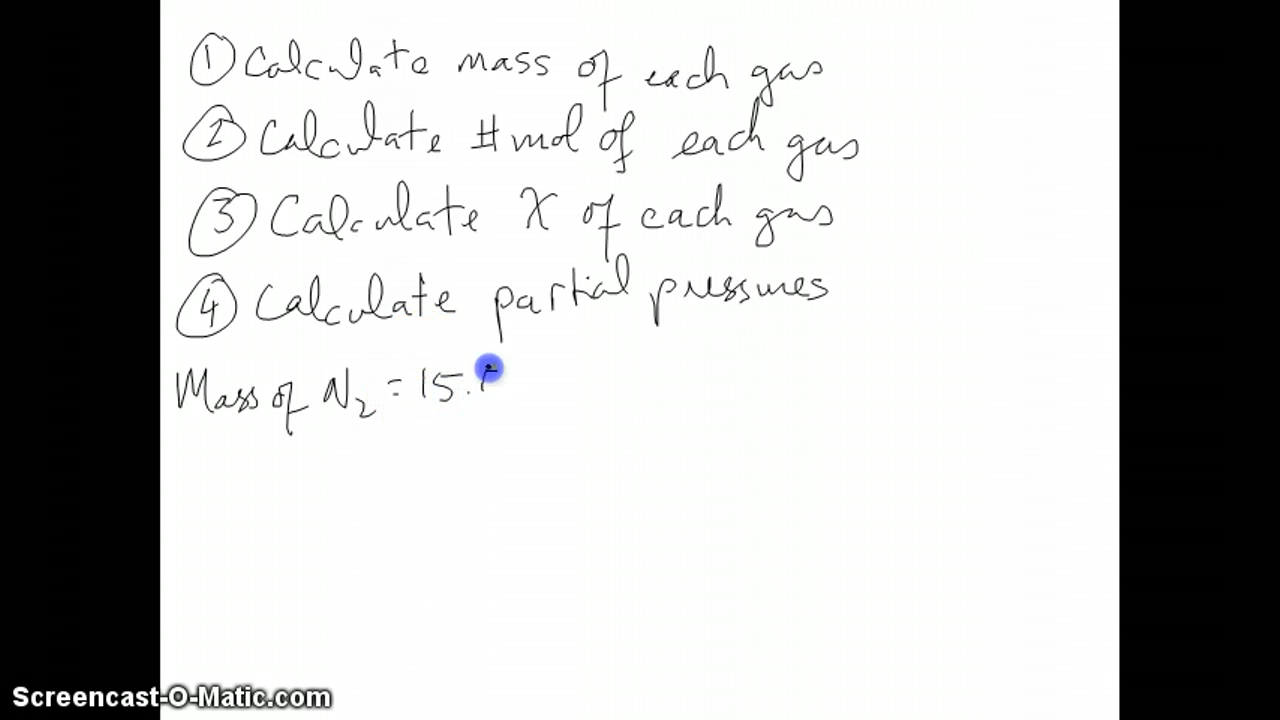 ① Calculate mass of each gas
② Calculate # mol of each gas
③ Calculate X of each gas
④ Calculate partial pressures
Mass of N₂ = 15.
Screencast-O-Matic.com